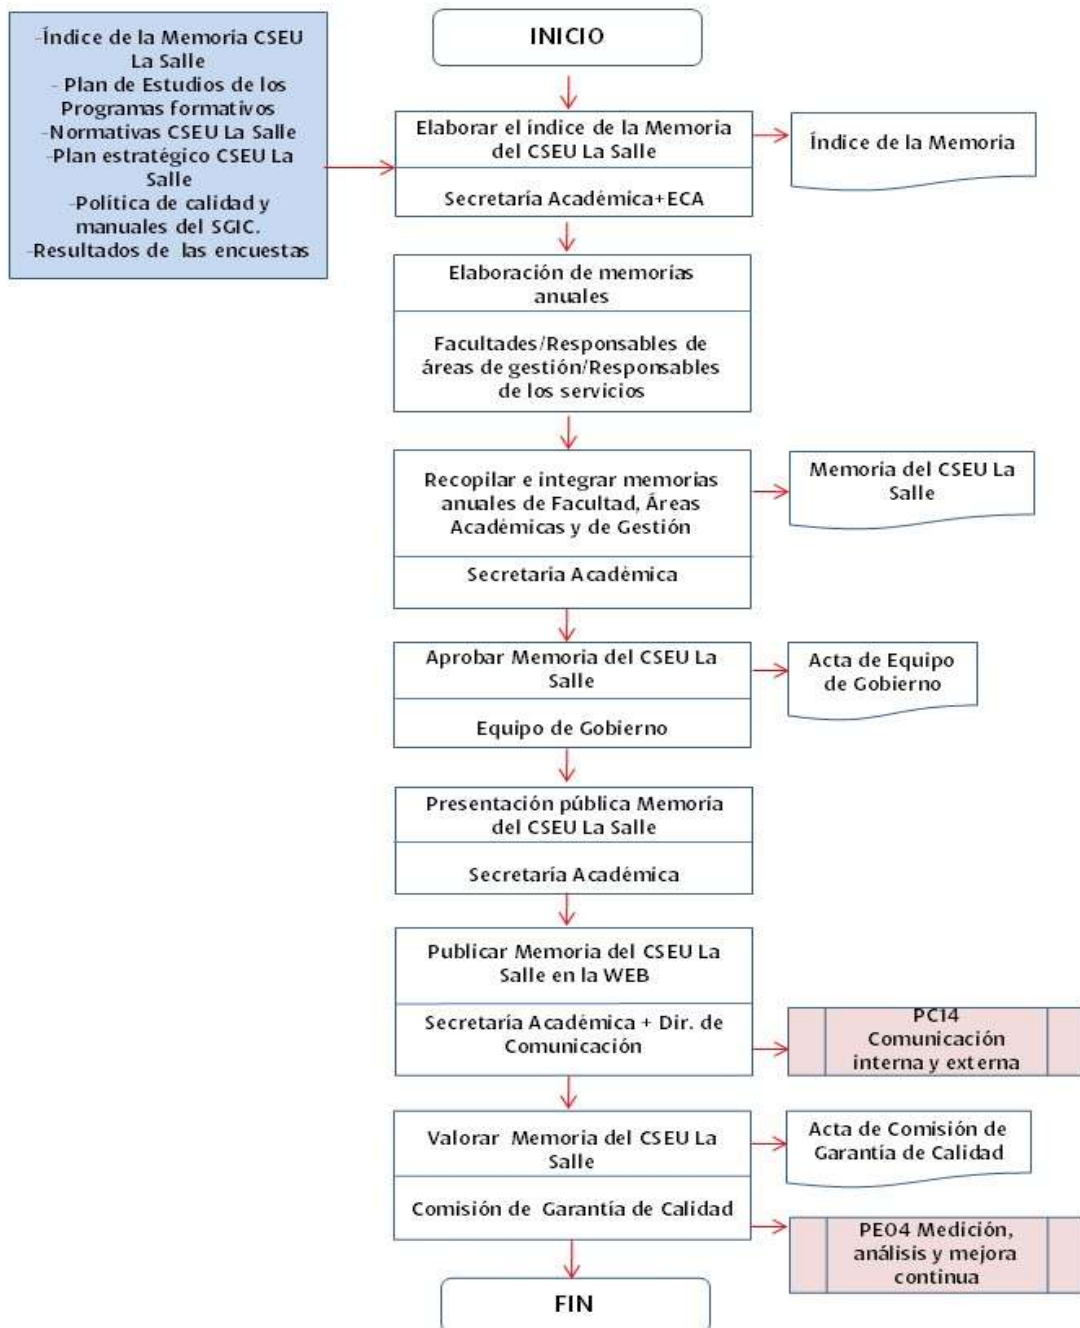 -Índice de la Memoria CSEU
La Salle
- Plan de Estudios de los
Programas formativos
-Normativas CSEU La Salle
-Plan estratégico CSEU La
Salle
-Política de calidad y
manuales del SGIC.
-Resultados de las encuestas
INICIO
Elaborar el índice de la Memoria
del CSEU La Salle
Secretaría Académica+ECA
Índice de la Memoria
Elaboración de memorias
anuales
Facultades/Responsables de
áreas de gestión/Responsables
de los servicios
Recopilar e integrar memorias
anuales de Facultad, Áreas
Académicas y de Gestión
Secretaría Académica
Memoria del CSEU La
Salle
Aprobar Memoria del CSEU La
Salle
Equipo de Gobierno
Acta de Equipo
de Gobierno
Presentación pública Memoria
del CSEU La Salle
Secretaría Académica
Publicar Memoria del CSEU La
Salle en la WEB
Secretaría Académica + Dir. de
Comunicación
PC14
Comunicación
interna y externa
Valorar Memoria del CSEU La
Salle
Comisión de Garantía de Calidad
Acta de Comisión de
Garantía de Calidad
PE04 Medición,
análisis y mejora
continua
FIN